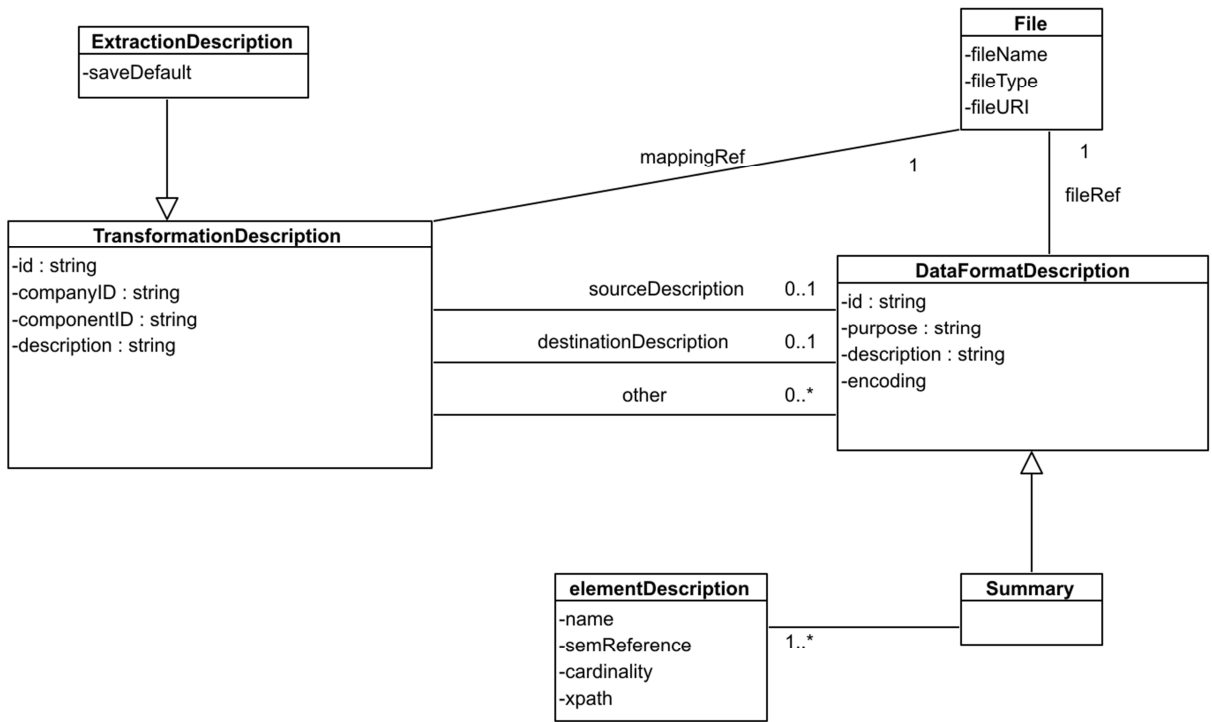 ExtractionDescription
-saveDefault
File
-fileName
-fileType
-fileURI
mappingRef
1
1
fileRef
TransformationDescription
-id : string
-companyID : string
-componentID : string
-description : string
sourceDescription 0..1
destinationDescription 0..1
other 0..*
DataFormatDescription
-id : string
-purpose : string
-description : string
-encoding
elementDescription
-name
-semReference
-cardinality
-xpath
1..*
Summary